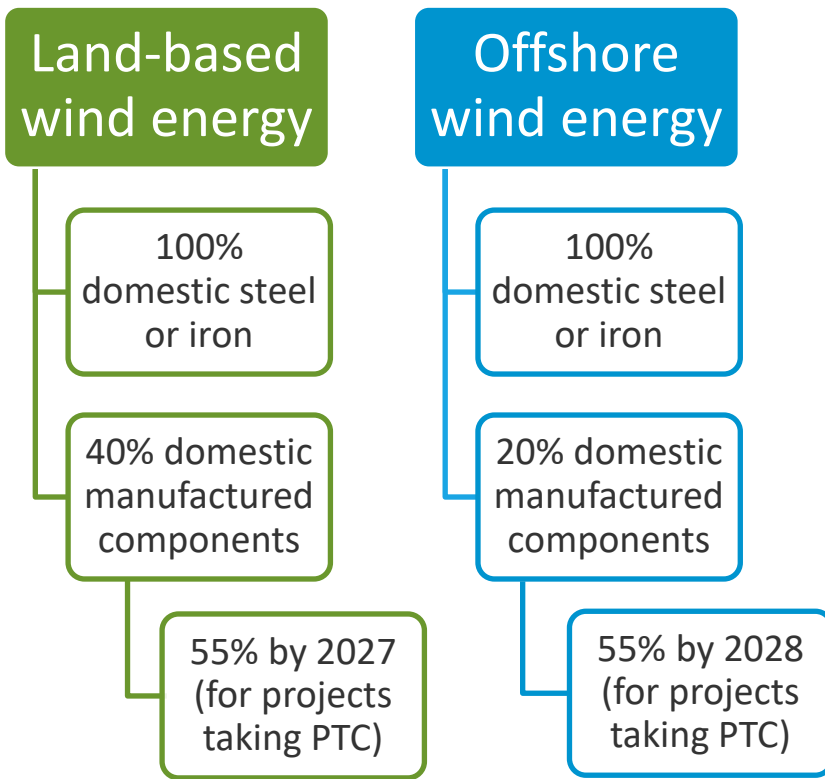 Land-based
wind energy
100%
domestic steel
or iron
40% domestic
manufactured
components
55% by 2027
(for projects
taking PTC)
Offshore
wind energy
100%
domestic steel
or iron
20% domestic
manufactured
components
55% by 2028
(for projects
taking PTC)